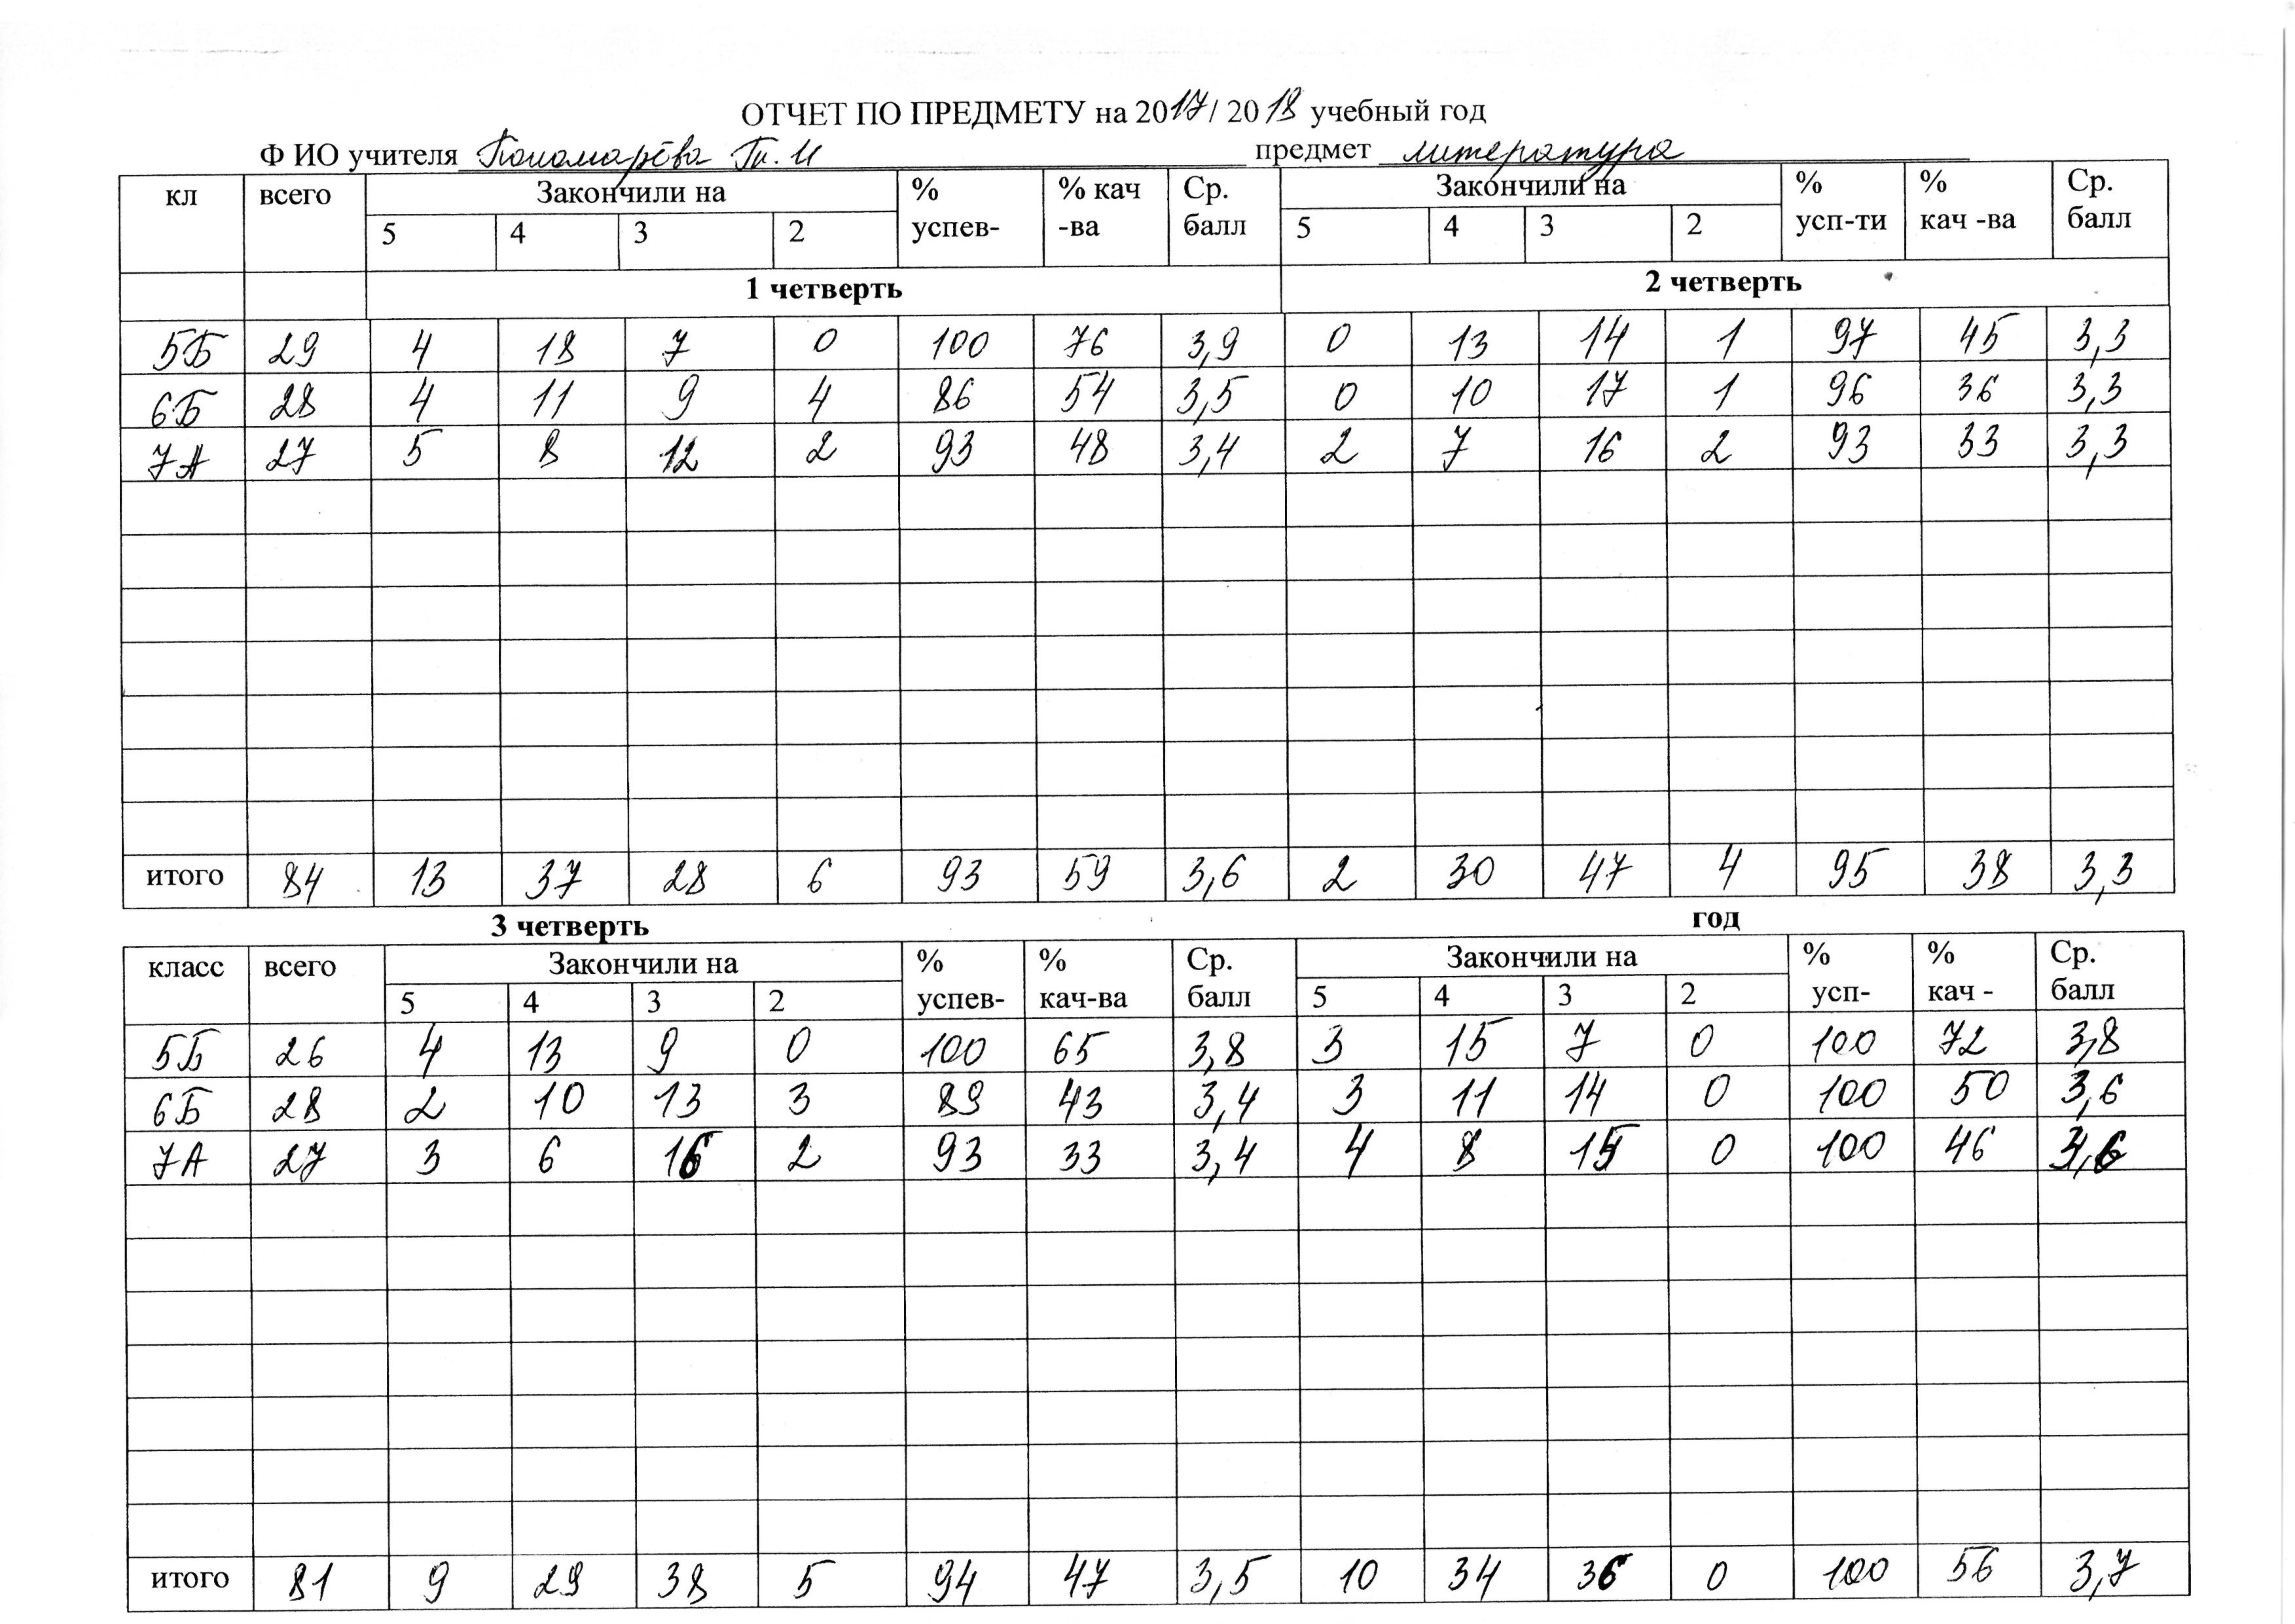 ОТЧЕТ ПО ПРЕДМЕТУ на 2017 / 2018 учебный год
Ф ИО учителя Пономарёва Тк. И предмет литература
кл всего Закончили на % % кач Ср. Закончили на % % Ср.
5 4 3 2 успев- -ва балл 5 4 3 2 усп-ти кач -ва балл
1 четверть 2 четверть
5Б 29 4 18 7 0 100 76 3,9 0 13 14 1 97 45 3,3
6Б 28 4 11 9 4 86 54 3,5 0 10 17 1 96 36 3,3
7А 27 5 8 12 2 93 48 3,4 2 7 16 2 93 33 3,3
итого 84 13 37 28 6 93 59 3,6 2 30 47 4 95 38 3,3
3 четверть год
класс всего Закончили на % % Ср. Закончили на % % Ср.
5 4 3 2 успев- кач-ва балл 5 4 3 2 усп- кач - балл
5Б 26 4 13 9 0 100 65 3,8 3 15 7 0 100 72 3,8
6Б 28 2 10 13 3 89 43 3,4 3 11 14 0 100 50 3,6
7А 27 3 6 16 2 93 33 3,4 4 8 15 0 100 46 3,6
итого 81 9 29 38 5 94 47 3,5 10 34 36 0 100 56 3,7